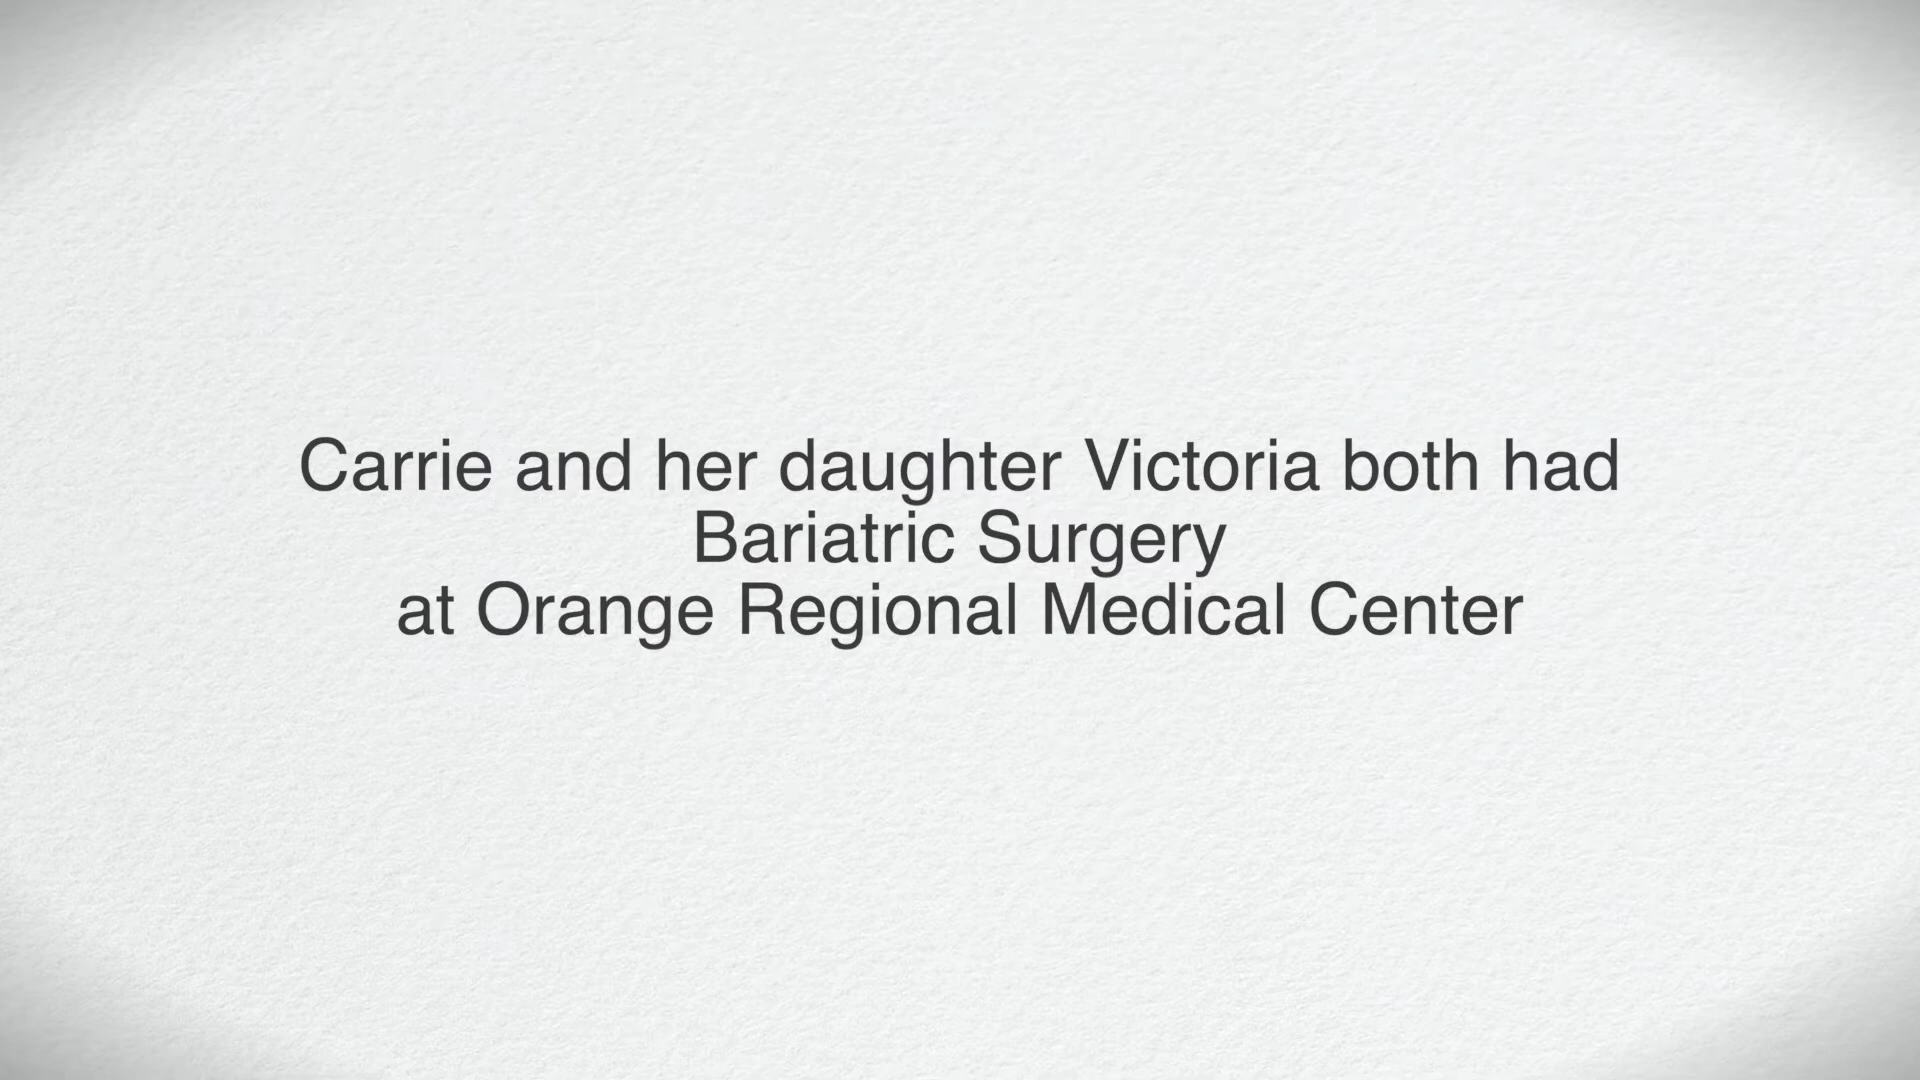 Carrie and her daughter Victoria both had
Bariatric Surgery
at Orange Regional Medical Center